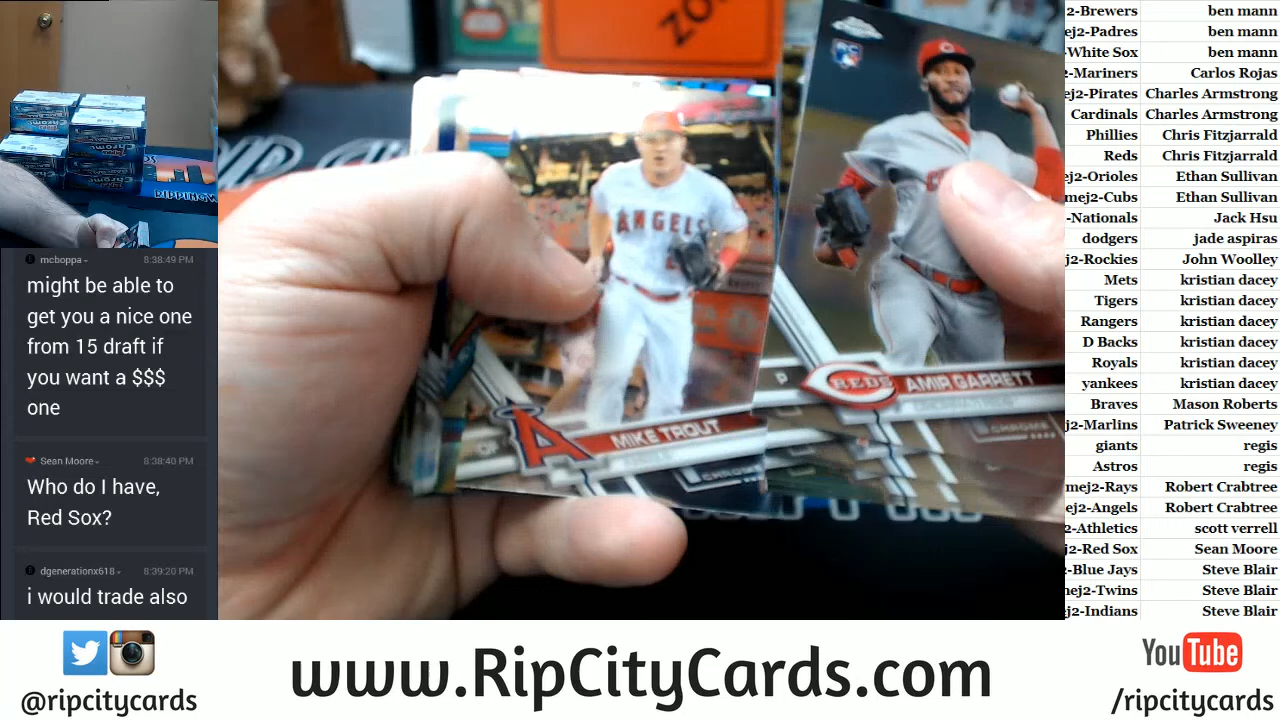 mcboppa
8:38:49 PM
might be able to
get you a nice one
from 15 draft if
you want a $$$
one
Sean Moore
8:38:40 PM
Who do I have,
Red Sox?
dgenerationx618
8:39:20 PM
i would trade also
RIPPINGW
ZO
RC
ANGELS
A
MIKE TROUT
CHROME
P
REDS
AMIR GARRETT
CHROME
2-Brewers ben mann
ej2-Padres ben mann
-White Sox ben mann
2-Mariners Carlos Rojas
ej2-Pirates Charles Armstrong
Cardinals Charles Armstrong
Phillies Chris Fitzjarrald
Reds Chris Fitzjarrald
ej2-Orioles Ethan Sullivan
mej2-Cubs Ethan Sullivan
-Nationals Jack Hsu
dodgers jade aspiras
ej2-Rockies John Woolley
Mets kristian dacey
Tigers kristian dacey
Rangers kristian dacey
D Backs kristian dacey
Royals kristian dacey
yankees kristian dacey
Braves Mason Roberts
j2-Marlins Patrick Sweeney
giants regis
Astros regis
mej2-Rays Robert Crabtree
ej2-Angels Robert Crabtree
2-Athletics scott verrell
j2-Red Sox Sean Moore
2-Blue Jays Steve Blair
nej2-Twins Steve Blair
ej2-Indians Steve Blair
@ripcitycards
www.RipCityCards.com
YouTube
/ripcitycards